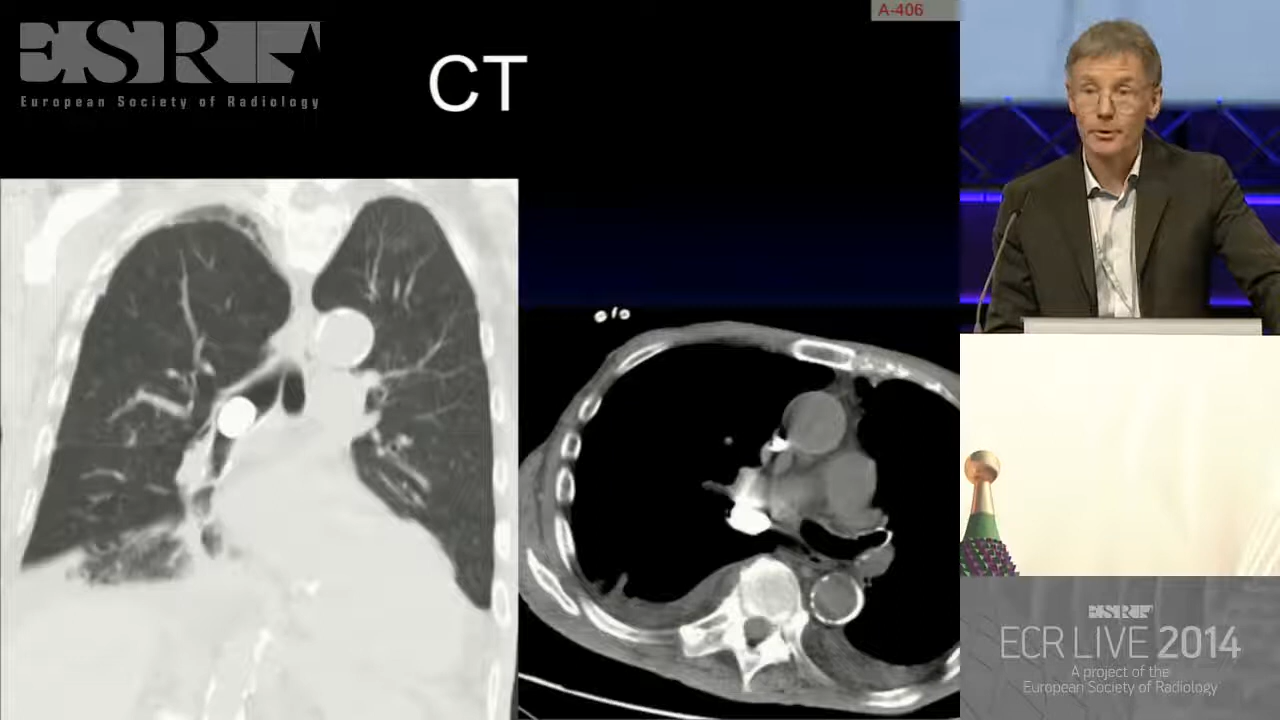 ESR
European Society of Radiology
CT
A-406
ESR
ECR LIVE 2014
A project of the
European Society of Radiology